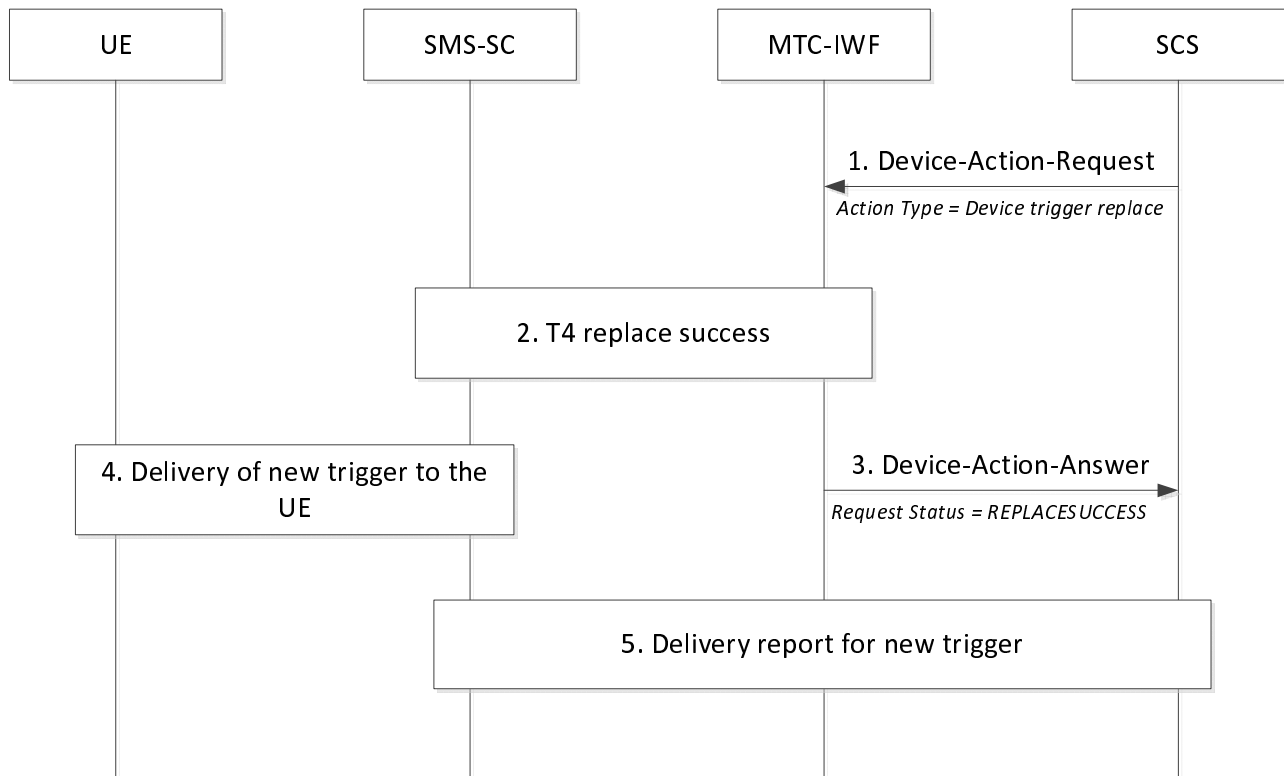 UE
SMS-SC
MTC-IWF
SCS
1. Device-Action-Request
Action Type = Device trigger replace
2. T4 replace success
4. Delivery of new trigger to the
UE
3. Device-Action-Answer
Request Status = REPLACESUCCESS
5. Delivery report for new trigger